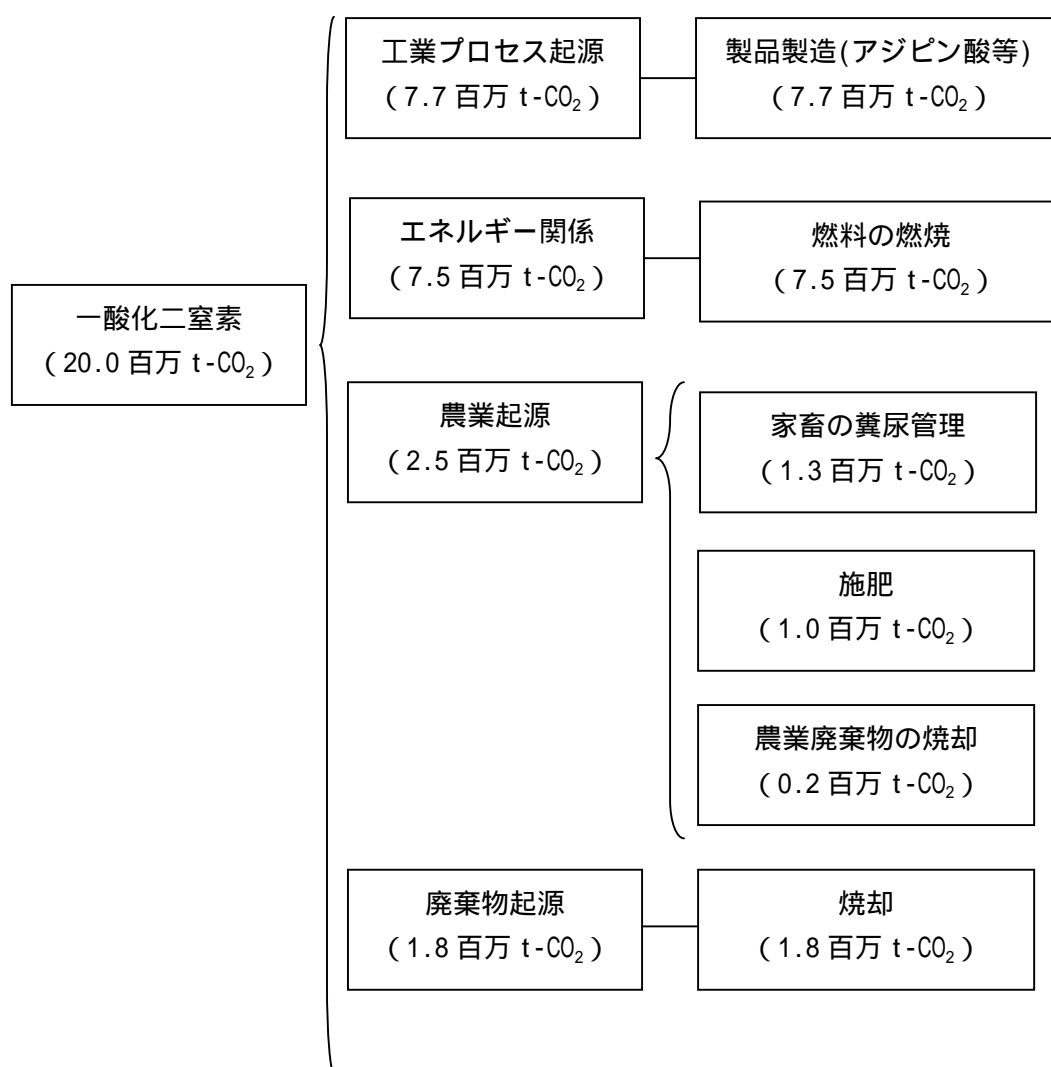 一酸化二窒素
(20.0 百万 t-CO₂)
工業プロセス起源
(7.7 百万 t-CO₂)
製品製造(アジピン酸等)
(7.7 百万 t-CO₂)
エネルギー関係
(7.5 百万 t-CO₂)
燃料の燃焼
(7.5 百万 t-CO₂)
農業起源
(2.5 百万 t-CO₂)
家畜の糞尿管理
(1.3 百万 t-CO₂)
施肥
(1.0 百万 t-CO₂)
農業廃棄物の焼却
(0.2 百万 t-CO₂)
廃棄物起源
(1.8 百万 t-CO₂)
焼却
(1.8 百万 t-CO₂)